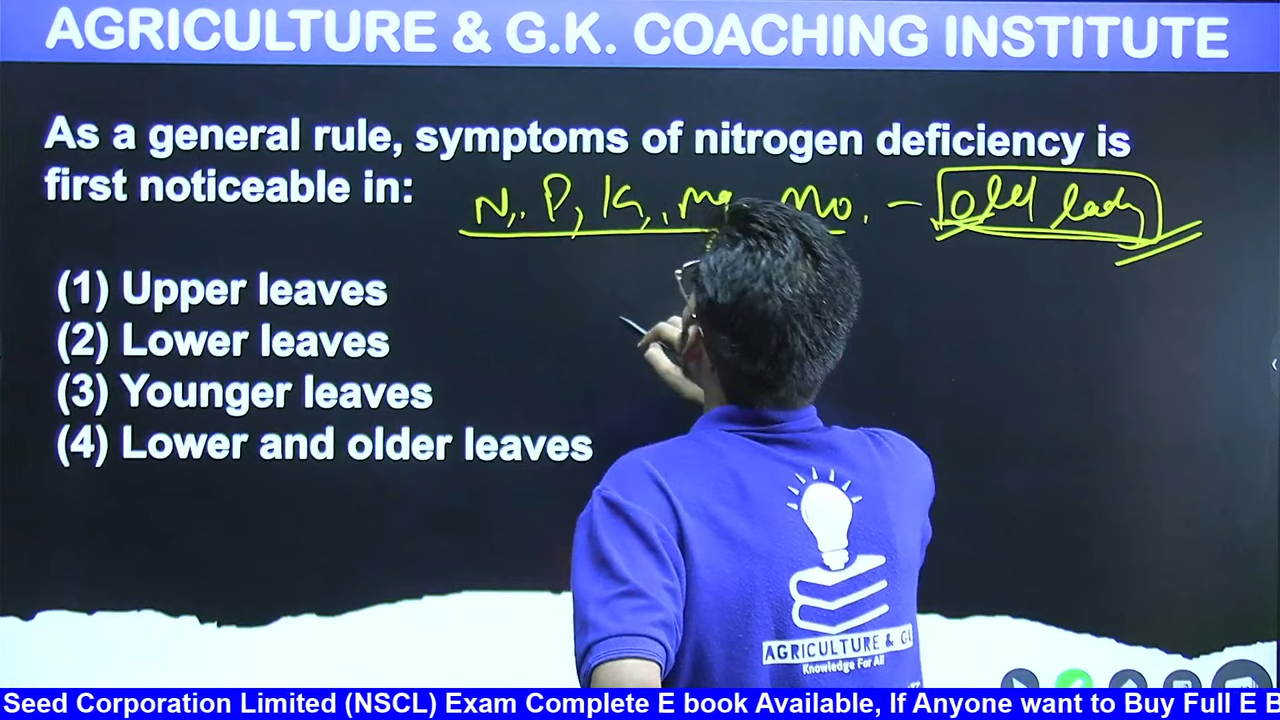 AGRICULTURE & G.K. COACHING INSTITUTE
As a general rule, symptoms of nitrogen deficiency is
first noticeable in:
N, P, K, Mg Mo. - old lady
(1) Upper leaves
(2) Lower leaves
(3) Younger leaves
(4) Lower and older leaves
AGRICULTURE &
Knowledge For All
Seed Corporation Limited (NSCL) Exam Complete E book Available, If Anyone want to Buy Full E